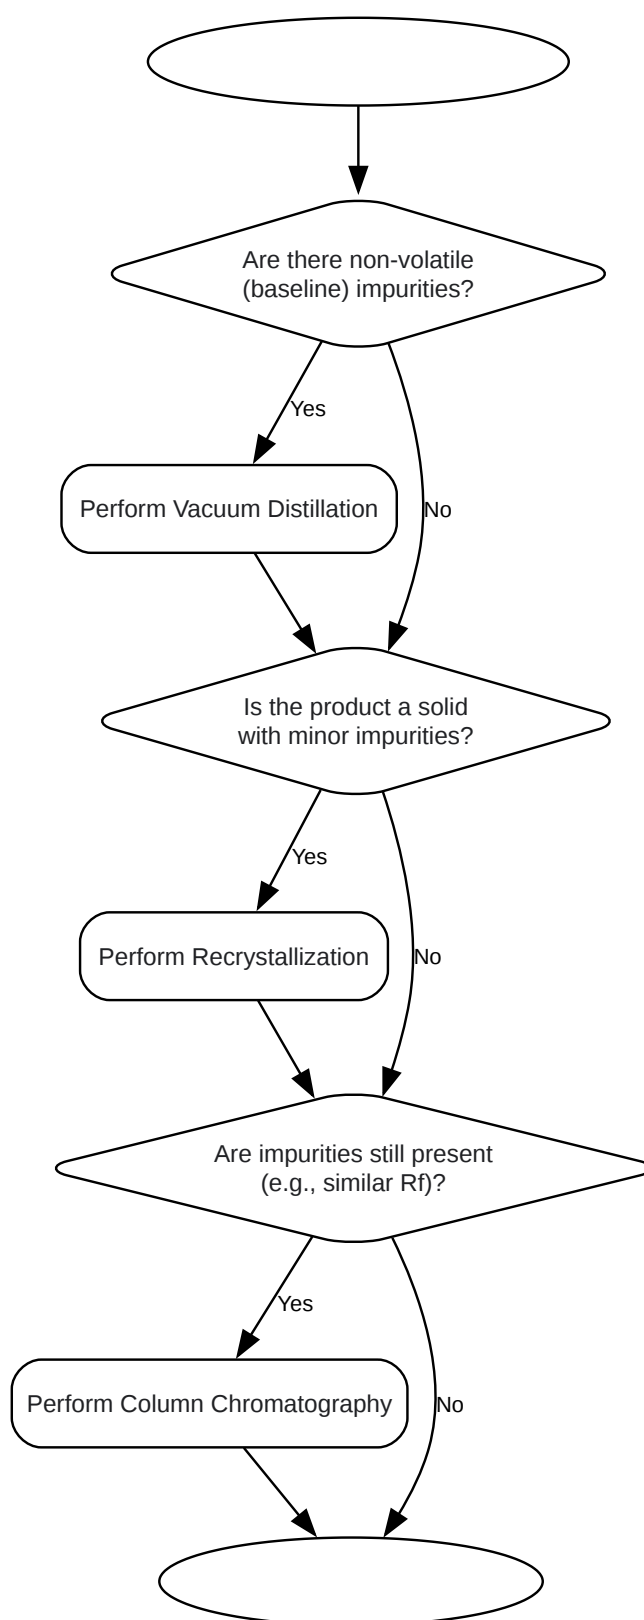 Are there non-volatile
(baseline) impurities?
Yes
Perform Vacuum Distillation
No
Is the product a solid
with minor impurities?
Yes
Perform Recrystallization
No
Are impurities still present
(e.g., similar Rf)?
Yes
Perform Column Chromatography
No